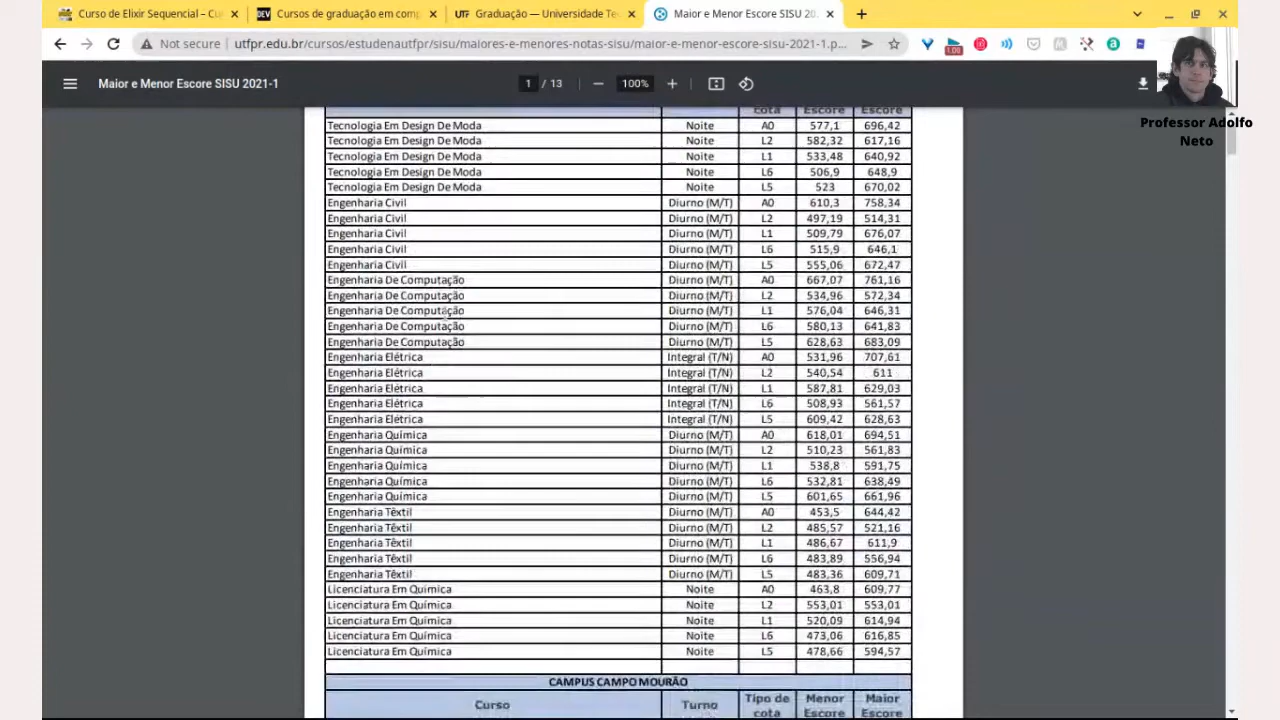 Curso de Elixir Sequencial – Cu
Cursos de graduação em com
UTF Graduação — Universidade Te
Maior e Menor Escore SISU 20
Not secure utfpr.edu.br/cursos/estudenautfpr/sisu/maiores-e-menores-notas-sisu/maior-e-menor-escore-sisu-2021-1.p...
Maior e Menor Escore SISU 2021-1
1 / 13
100%
Professor Adolfo
Neto
cota Escore Escore
Tecnologia Em Design De Moda Noite A0 577,1 696,42
Tecnologia Em Design De Moda Noite L2 582,32 617,16
Tecnologia Em Design De Moda Noite L1 533,48 640,92
Tecnologia Em Design De Moda Noite L6 506,9 648,9
Tecnologia Em Design De Moda Noite L5 523 670,02
Engenharia Civil Diurno (M/T) A0 610,3 758,34
Engenharia Civil Diurno (M/T) L2 497,19 514,31
Engenharia Civil Diurno (M/T) L1 509,79 676,07
Engenharia Civil Diurno (M/T) L6 515,9 646,1
Engenharia Civil Diurno (M/T) L5 555,06 672,47
Engenharia De Computação Diurno (M/T) A0 667,07 761,16
Engenharia De Computação Diurno (M/T) L2 534,96 572,34
Engenharia De Computação Diurno (M/T) L1 576,04 646,31
Engenharia De Computação Diurno (M/T) L6 580,13 641,83
Engenharia De Computação Diurno (M/T) L5 628,63 683,09
Engenharia Elétrica Integral (T/N) A0 531,96 707,61
Engenharia Elétrica Integral (T/N) L2 540,54 611
Engenharia Elétrica Integral (T/N) L1 587,81 629,03
Engenharia Elétrica Integral (T/N) L6 508,93 561,57
Engenharia Elétrica Integral (T/N) L5 609,42 628,63
Engenharia Química Diurno (M/T) A0 618,01 694,51
Engenharia Química Diurno (M/T) L2 510,23 561,83
Engenharia Química Diurno (M/T) L1 538,8 591,75
Engenharia Química Diurno (M/T) L6 532,81 638,49
Engenharia Química Diurno (M/T) L5 601,65 661,96
Engenharia Têxtil Diurno (M/T) A0 453,5 644,42
Engenharia Têxtil Diurno (M/T) L2 485,57 521,16
Engenharia Têxtil Diurno (M/T) L1 486,67 611,9
Engenharia Têxtil Diurno (M/T) L6 483,89 556,94
Engenharia Têxtil Diurno (M/T) L5 483,36 609,71
Licenciatura Em Química Noite A0 463,8 609,77
Licenciatura Em Química Noite L2 553,01 553,01
Licenciatura Em Química Noite L1 520,09 614,94
Licenciatura Em Química Noite L6 473,06 616,85
Licenciatura Em Química Noite L5 478,66 594,57
CAMPUS CAMPO MOURÃO
Curso Turno Tipo de cota Menor Escore Maior Escore